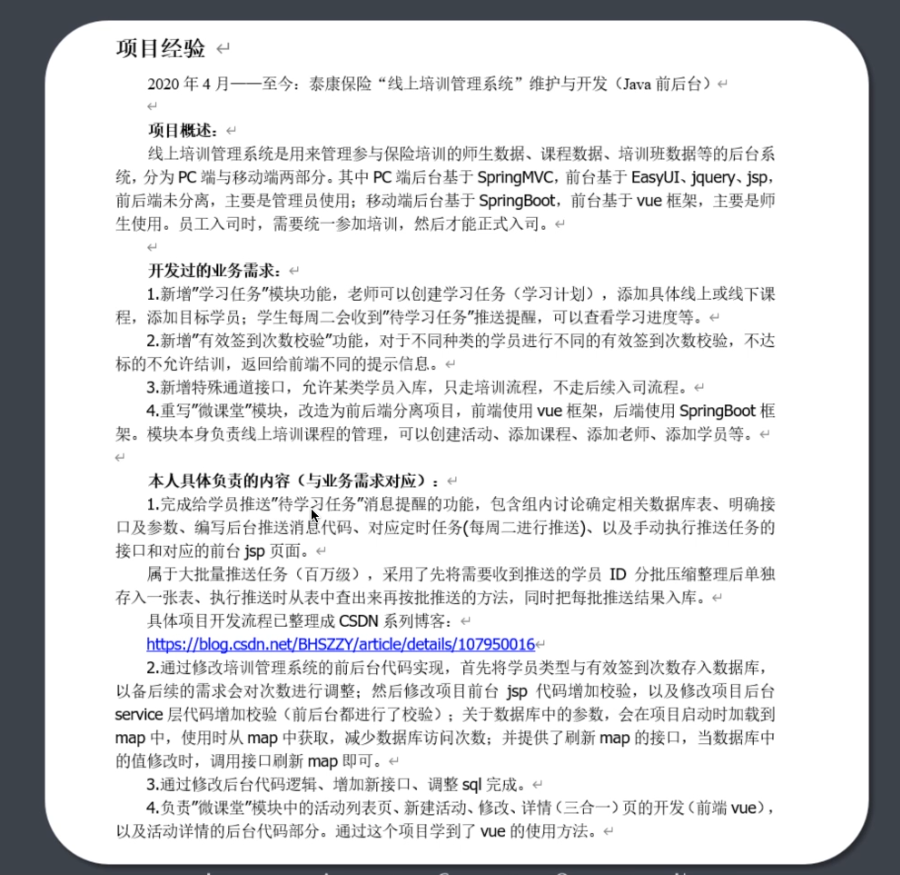 项目经验
2020 年 4 月——至今：泰康保险“线上培训管理系统”维护与开发（Java 前后台）
项目概述：
线上培训管理系统是用来管理参与保险培训的师生数据、课程数据、培训班数据等的后台系
统，分为 PC 端与移动端两部分。其中 PC 端后台基于 SpringMVC，前台基于 EasyUI、jquery、jsp，
前后端未分离，主要是管理员使用；移动端后台基于 SpringBoot，前台基于 vue 框架，主要是师
生使用。员工入司时，需要统一参加培训，然后才能正式入司。
开发过的业务需求：
1.新增"学习任务"模块功能，老师可以创建学习任务（学习计划），添加具体线上或线下课
程，添加目标学员；学生每周二会收到"待学习任务"推送提醒，可以查看学习进度等。
2.新增"有效签到次数校验"功能，对于不同种类的学员进行不同的有效签到次数校验，不达
标的不允许结训，返回给前端不同的提示信息。
3.新增特殊通道接口，允许某类学员入库，只走培训流程，不走后续入司流程。
4.重写"微课堂"模块，改造为前后端分离项目，前端使用 vue 框架，后端使用 SpringBoot 框
架。模块本身负责线上培训课程的管理，可以创建活动、添加课程、添加老师、添加学员等。
本人具体负责的内容（与业务需求对应）：
1.完成给学员推送"待学习任务"消息提醒的功能，包含组内讨论确定相关数据库表、明确接
口及参数、编写后台推送消息代码、对应定时任务(每周二进行推送)、以及手动执行推送任务的
接口和对应的前台 jsp 页面。
属于大批量推送任务（百万级），采用了先将需要收到推送的学员 ID 分批压缩整理后单独
存入一张表、执行推送时从表中查出来再按批推送的方法，同时把每批推送结果入库。
具体项目开发流程已整理成 CSDN 系列博客：
https://blog.csdn.net/BHSZZY/article/details/107950016
2.通过修改培训管理系统的前后台代码实现，首先将学员类型与有效签到次数存入数据库，
以备后续的需求会对次数进行调整；然后修改项目前台 jsp 代码增加校验，以及修改项目后台
service 层代码增加校验（前后台都进行了校验）；关于数据库中的参数，会在项目启动时加载到
map 中，使用时从 map 中获取，减少数据库访问次数；并提供了刷新 map 的接口，当数据库中
的值修改时，调用接口刷新 map 即可。
3.通过修改后台代码逻辑、增加新接口、调整 sql 完成。
4.负责"微课堂"模块中的活动列表页、新建活动、修改、详情（三合一）页的开发（前端 vue），
以及活动详情的后台代码部分。通过这个项目学到了 vue 的使用方法。